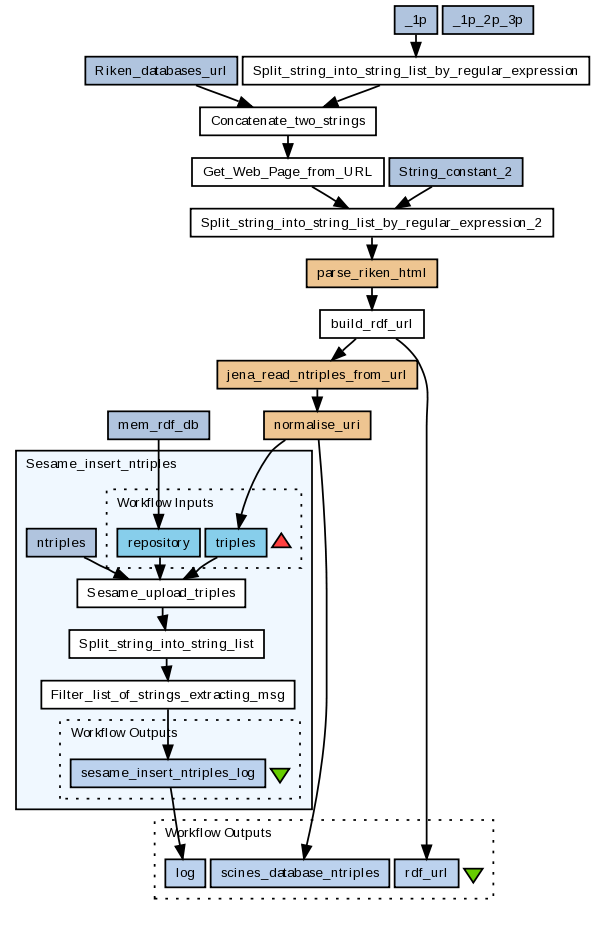 _1p
_1p_2p_3p
Riken_databases_url
Split_string_into_string_list_by_regular_expression
Concatenate_two_strings
Get_Web_Page_from_URL
String_constant_2
Split_string_into_string_list_by_regular_expression_2
parse_riken_html
build_rdf_url
jena_read_ntriples_from_url
mem_rdf_db
normalise_uri
Sesame_insert_ntriples
Workflow Inputs
ntriples
repository
triples
Sesame_upload_triples
Split_string_into_string_list
Filter_list_of_strings_extracting_msg
Workflow Outputs
sesame_insert_ntriples_log
Workflow Outputs
log
scines_database_ntriples
rdf_url